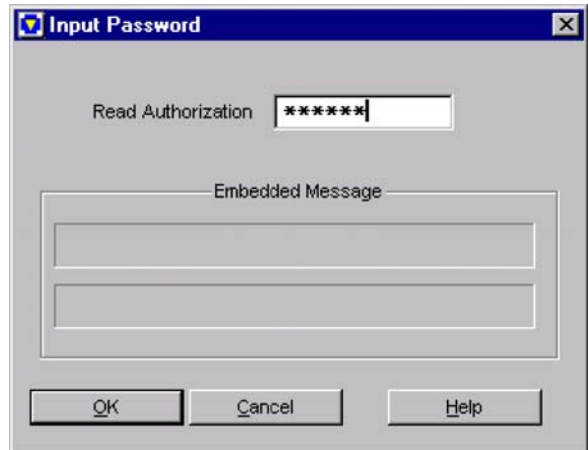 Input Password
Read Authorization ******
Embedded Message
OK Cancel Help